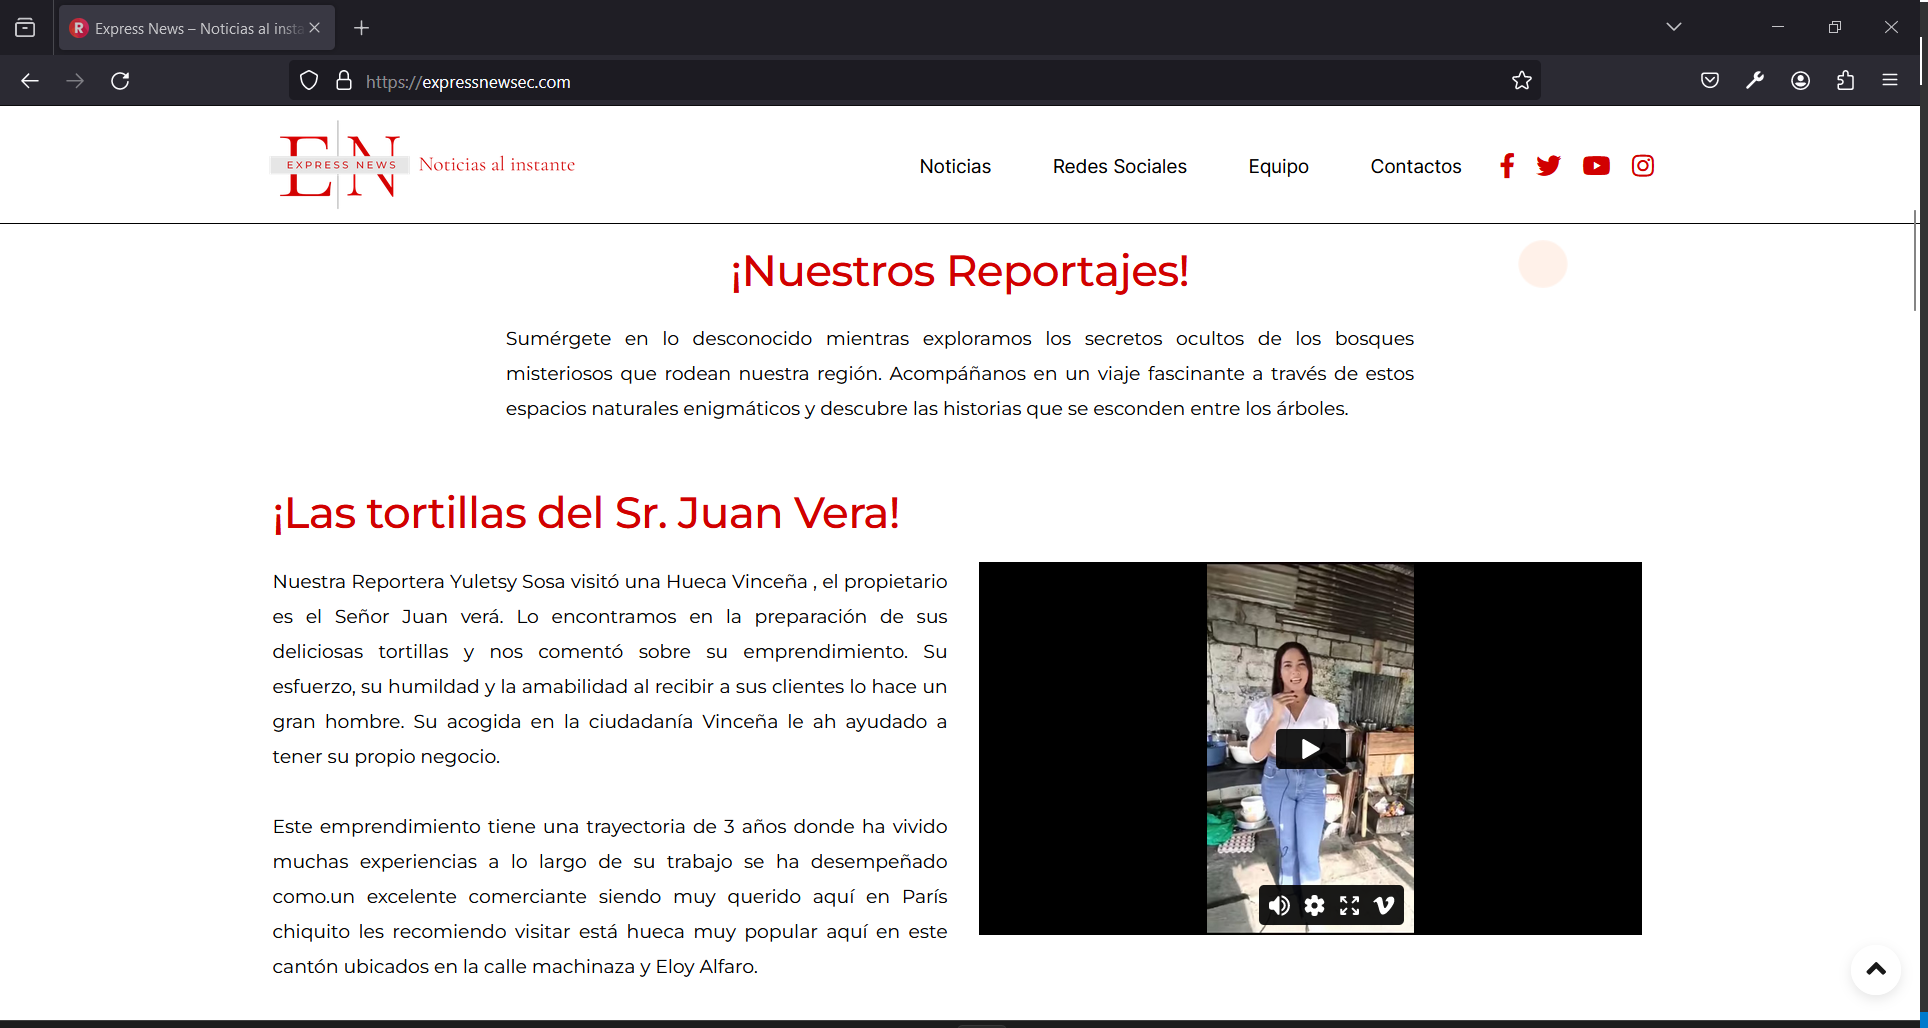 Express News – Noticias al insta
https://expressnewsec.com
EN
EXPRESS NEWS
Noticias al instante
Noticias
Redes Sociales
Equipo
Contactos
¡Nuestros Reportajes!
Sumérgete en lo desconocido mientras exploramos los secretos ocultos de los bosques
misteriosos que rodean nuestra región. Acompáñanos en un viaje fascinante a través de estos
espacios naturales enigmáticos y descubre las historias que se esconden entre los árboles.
¡Las tortillas del Sr. Juan Vera!
Nuestra Reportera Yuletsy Sosa visitó una Hueca Vinceña , el propietario
es el Señor Juan verá. Lo encontramos en la preparación de sus
deliciosas tortillas y nos comentó sobre su emprendimiento. Su
esfuerzo, su humildad y la amabilidad al recibir a sus clientes lo hace un
gran hombre. Su acogida en la ciudadanía Vinceña le ah ayudado a
tener su propio negocio.
Este emprendimiento tiene una trayectoria de 3 años donde ha vivido
muchas experiencias a lo largo de su trabajo se ha desempeñado
como.un excelente comerciante siendo muy querido aquí en París
chiquito les recomiendo visitar está hueca muy popular aquí en este
cantón ubicados en la calle machinaza y Eloy Alfaro.